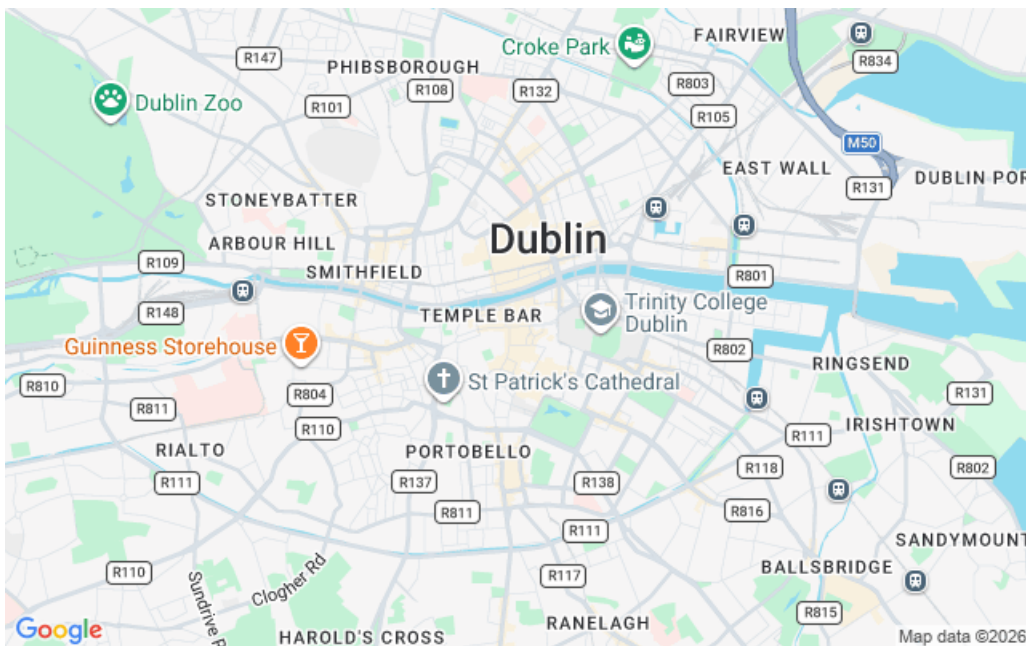 FAIRVIEW
Croke Park
R147
R834
PHIBSBOROUGH
R803
R108
R132
Dublin Zoo
R101
R105
M50
EAST WALL
DUBLIN POR
R131
STONEYBATTER
Dublin
ARBOUR HILL
R109
SMITHFIELD
R801
Trinity College
Dublin
R148
TEMPLE BAR
Guinness Storehouse
R802
RINGSEND
R810
St Patrick's Cathedral
R804
R131
R811
R110
R111
IRISHTOWN
RIALTO
PORTOBELLO
R118
R802
R111
R137
R138
R811
R816
R111
SANDYMOUNT
BALLSBRIDGE
R110
R117
Clogher Rd
Sundrive R
R815
RANELAGH
Google
HAROLD'S CROSS
Map data ©2026